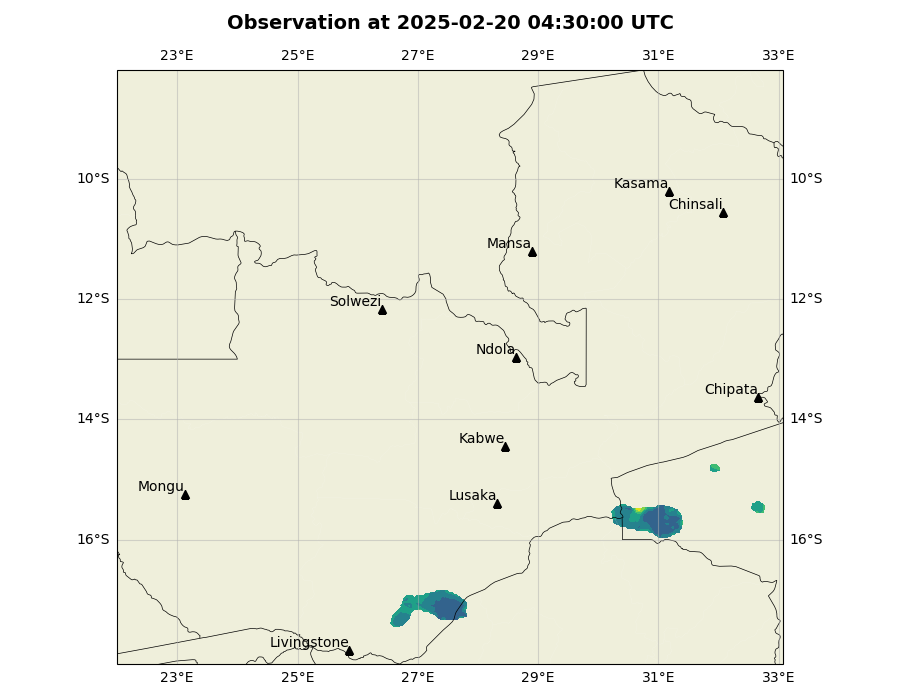 Observation at 2025-02-20 04:30:00 UTC
23°E 25°E 27°E 29°E 31°E 33°E
10°S 10°S
Kasama
Chinsali
Mansa
12°S 12°S
Solwezi
Ndola
Chipata
14°S 14°S
Kabwe
Mongu
Lusaka
16°S 16°S
Livingstone
23°E 25°E 27°E 29°E 31°E 33°E